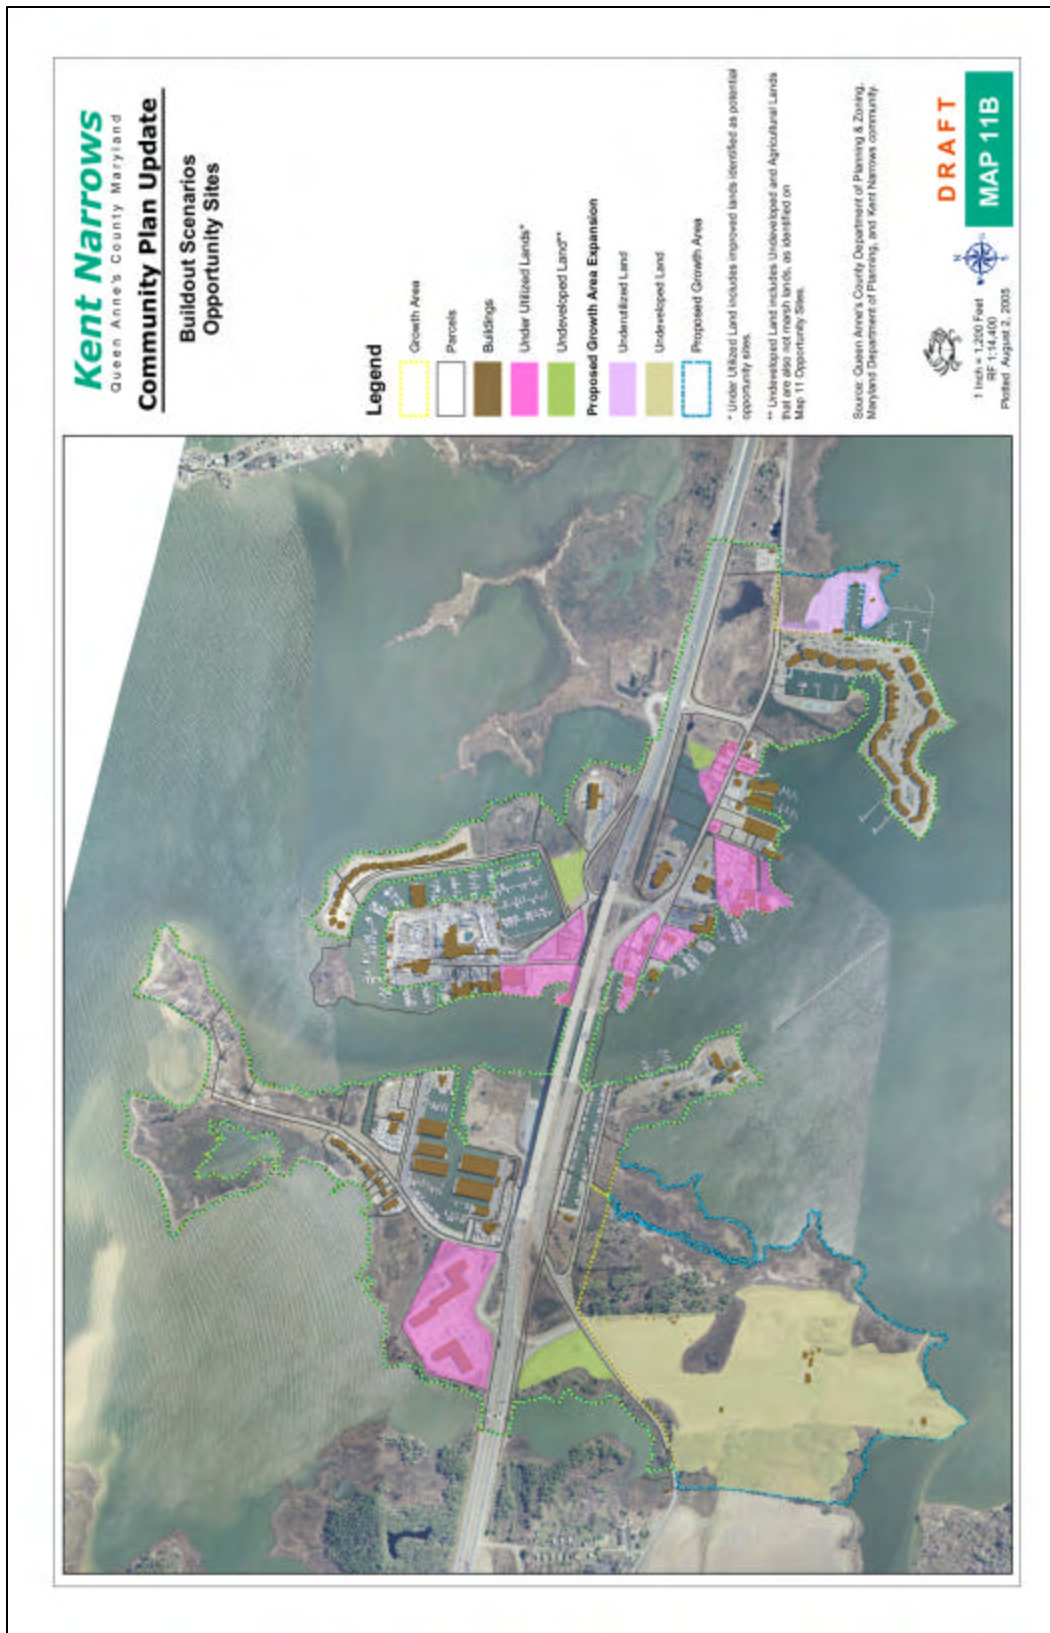 Kent Narrows
Queen Anne's County Maryland
Community Plan Update
Buildout Scenarios
Opportunity Sites
Legend
Growth Area
Parcels
Buildings
Under Utilized Lands*
Undeveloped Land**
Proposed Growth Area Expansion
Underutilized Land
Undeveloped Land
Proposed Growth Area
* Under Utilized Land includes improved lands identified as potential
opportunity sites.
** Undeveloped Land includes Undeveloped and Agricultural Lands
that are also not marsh lands, as identified on
Map 11 Opportunity Sites.
Source: Queen Anne's County Department of Planning & Zoning,
Maryland Department of Planning, and Kent Narrows community.
DRAFT
MAP 11B
N
S
1 Inch = 1,200 Feet
RF 1:14,400
Plotted August 2, 2005